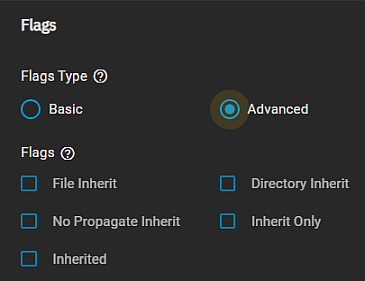 Flags
Flags Type ?
Basic Advanced
Flags ?
File Inherit Directory Inherit
No Propagate Inherit Inherit Only
Inherited